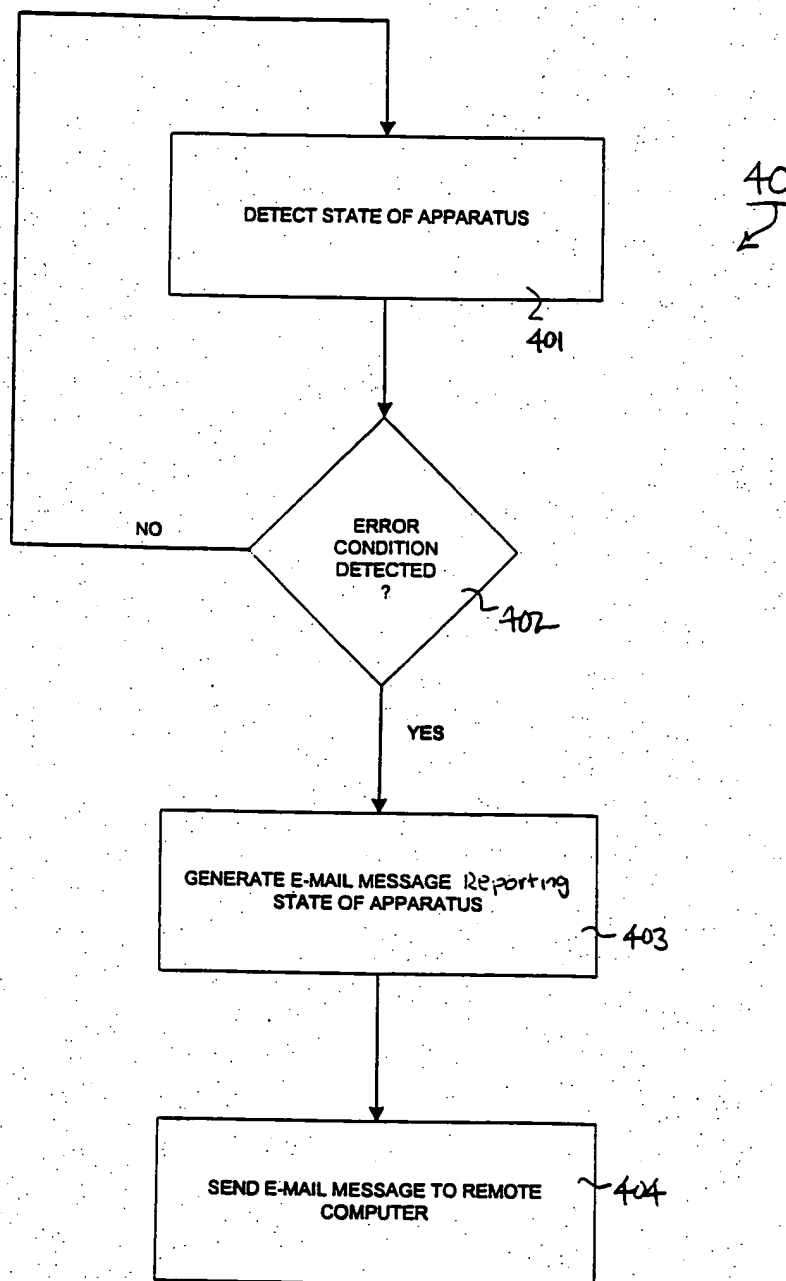 DETECT STATE OF APPARATUS
40
401
NO
ERROR
CONDITION
DETECTED
?
402
YES
GENERATE E-MAIL MESSAGE Reporting
STATE OF APPARATUS
403
SEND E-MAIL MESSAGE TO REMOTE
COMPUTER
404